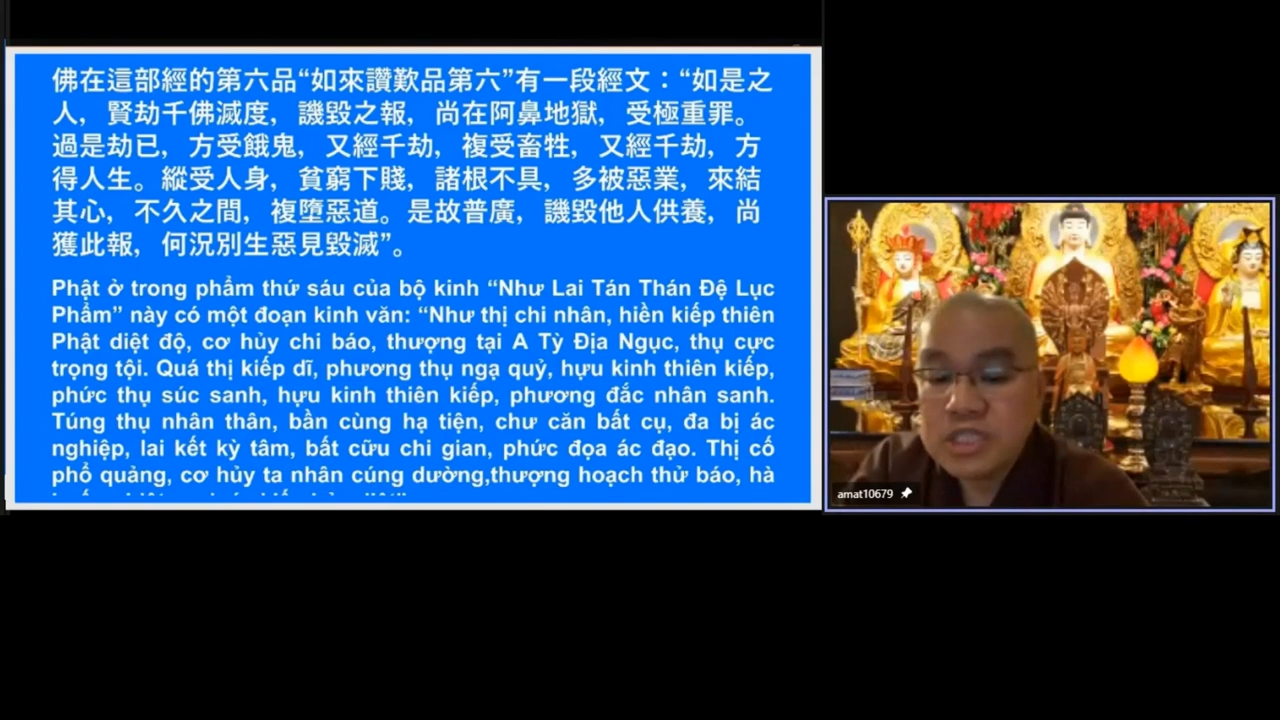 佛在這部經的第六品“如來讚歎品第六”有一段經文：“如是之
人，賢劫千佛滅度，譏毀之報，尚在阿鼻地獄，受極重罪。
過是劫已，方受餓鬼，又經千劫，複受畜牲，又經千劫，方
得人生。縱受人身，貧窮下賤，諸根不具，多被惡業，來結
其心，不久之間，複墮惡道。是故普廣，譏毀他人供養，尚
獲此報，何況別生惡見毀滅”。
Phật ở trong phẩm thứ sáu của bộ kinh “Như Lai Tán Thán Đệ Lục
Phẩm” này có một đoạn kinh văn: “Như thị chi nhân, hiền kiếp thiên
Phật diệt độ, cơ hủy chi báo, thượng tại A Tỳ Địa Ngục, thụ cực
trọng tội. Quá thị kiếp dĩ, phương thụ ngạ quỷ, hựu kinh thiên kiếp,
phức thụ súc sanh, hựu kinh thiên kiếp, phương đắc nhân sanh.
Túng thụ nhân thân, bần cùng hạ tiện, chư căn bất cụ, đa bị ác
nghiệp, lai kết kỳ tâm, bất cữu chi gian, phức đọa ác đạo. Thị cố
phổ quảng, cơ hủy ta nhân cúng dường,thượng hoạch thử báo, hà
amat10679